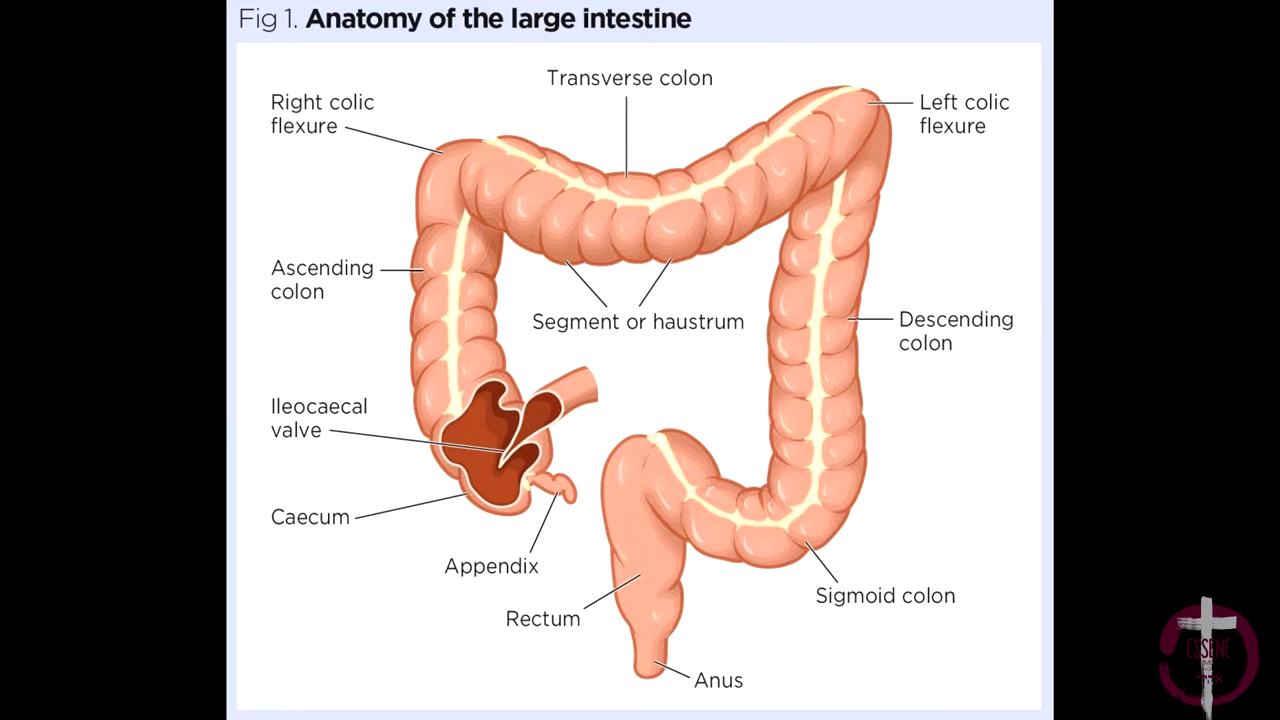 Fig 1. Anatomy of the large intestine
Transverse colon
Right colic
flexure
Left colic
flexure
Ascending
colon
Segment or haustrum
Descending
colon
Ileocaecal
valve
Caecum
Appendix
Rectum
Sigmoid colon
Anus
ESSENE